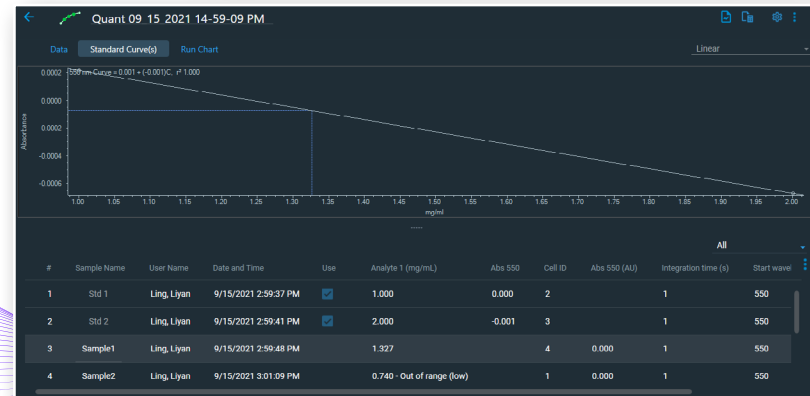 Quant 09_15_2021 14-59-09 PM
Data Standard Curve(s) Run Chart Linear
550 nm Curve = 0.001 + (-0.001)C, r² 1.000
Absorbance
0.0002
0.0000
0.0002
-0.0004
-0.0006
1.00 1.05 1.10 1.15 1.20 1.25 1.30 1.35 1.40 1.45 1.50 1.55 1.60 1.65 1.70 1.75 1.80 1.85 1.90 1.95 2.00
mg/ml
All
# Sample Name User Name Date and Time Use Analyte 1 (mg/mL) Abs 550 Cell ID Abs 550 (AU) Integration time (s) Start wavel
1 Std 1 Ling, Liyan 9/15/2021 2:59:37 PM 1.000 0.000 2 1 550
2 Std 2 Ling, Liyan 9/15/2021 2:59:41 PM 2.000 -0.001 3 1 550
3 Sample1 Ling, Liyan 9/15/2021 2:59:48 PM 1.327 4 0.000 1 550
4 Sample2 Ling, Liyan 9/15/2021 3:01:09 PM 0.740 - Out of range (low) 1 0.000 1 550